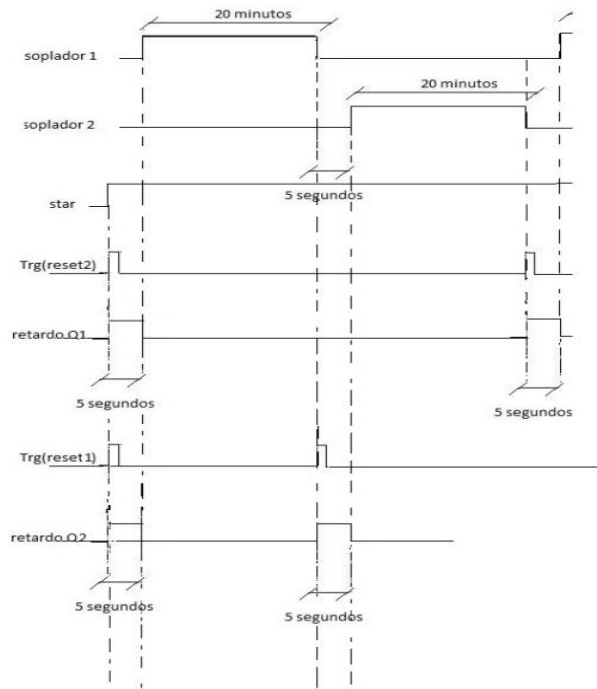 20 minutos
soplador 1
20 minutos
soplador 2
5 segundos
star
Trg(reset2)
retardo Q1
5 segundos
5 segundos
Trg(reset1)
retardo Q2
5 segundos
5 segundos